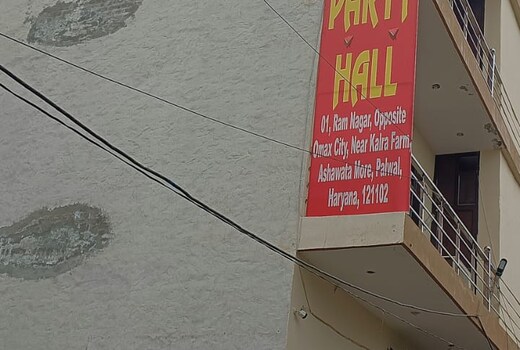 PARTY
HALL
01, Ram Nagar, Opposite
Omax City, Near Kalra Farm,
Ashawata More, Palwal,
Haryana, 121102